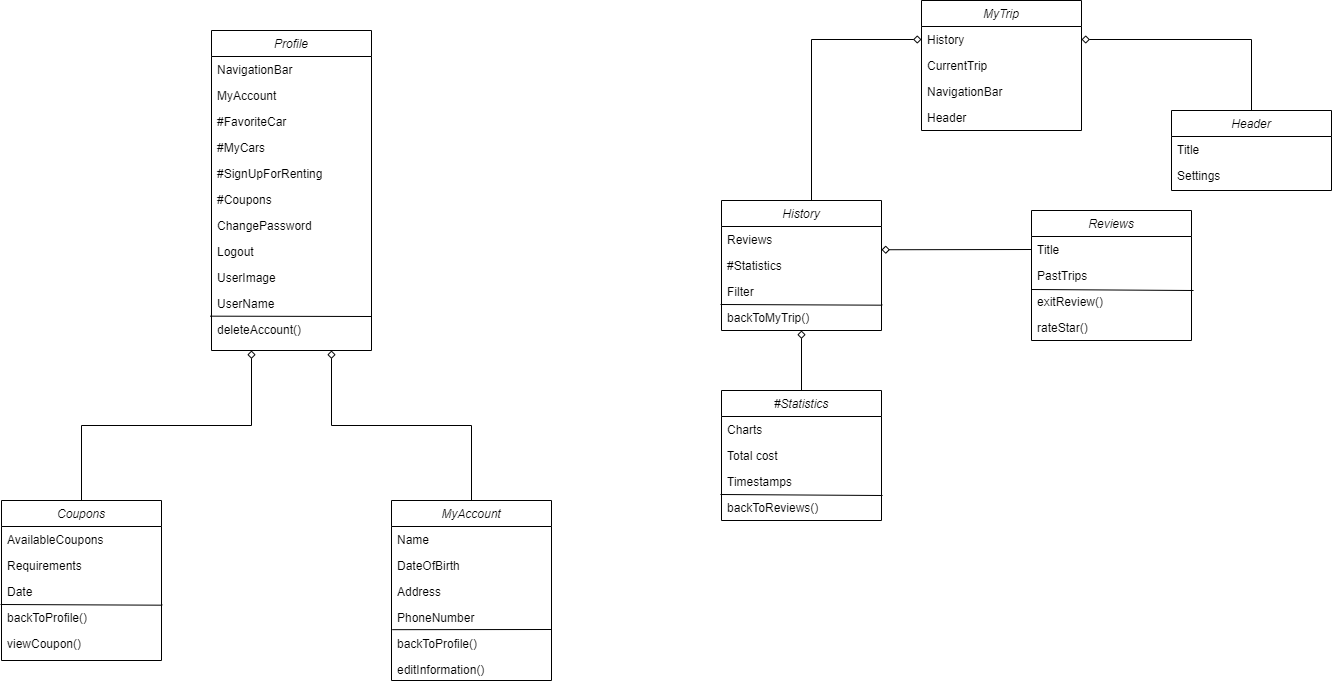 Profile
NavigationBar
MyAccount
#FavoriteCar
#MyCars
#SignUpForRenting
#Coupons
ChangePassword
Logout
UserImage
UserName
deleteAccount()
Coupons
AvailableCoupons
Requirements
Date
backToProfile()
viewCoupon()
MyAccount
Name
DateOfBirth
Address
PhoneNumber
backToProfile()
editInformation()
MyTrip
History
CurrentTrip
NavigationBar
Header
Header
Title
Settings
History
Reviews
#Statistics
Filter
backToMyTrip()
Reviews
Title
PastTrips
exitReview()
rateStar()
#Statistics
Charts
Total cost
Timestamps
backToReviews()